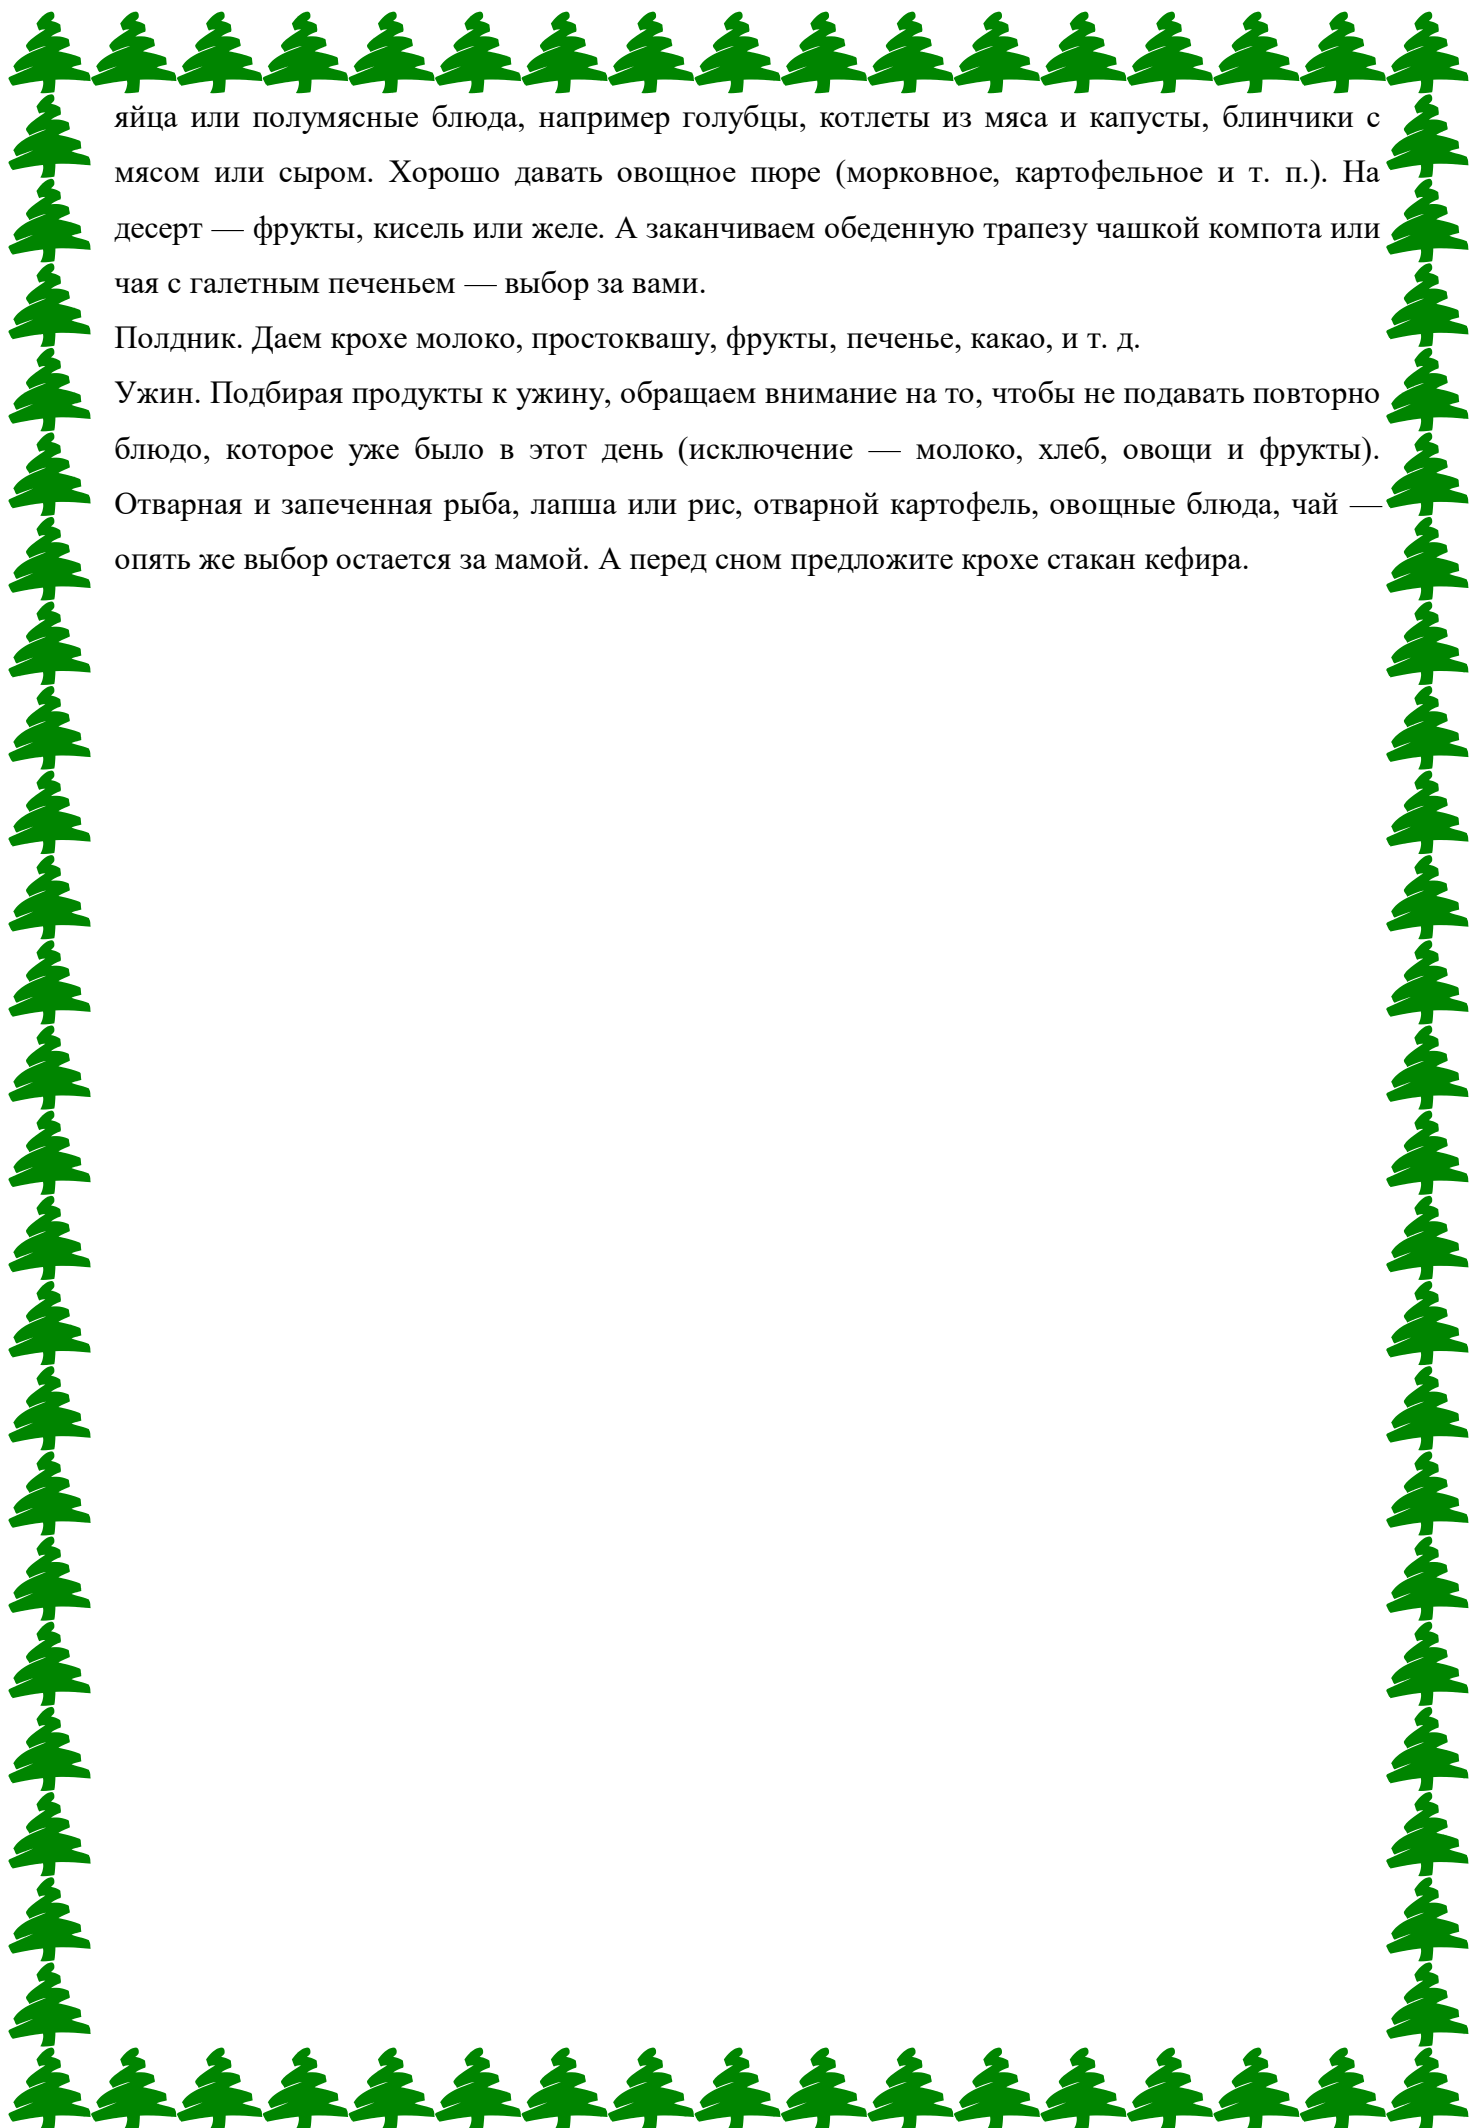 яйца или полумясные блюда, например голубцы, котлеты из мяса и капусты, блинчики с
мясом или сыром. Хорошо давать овощное пюре (морковное, картофельное и т. п.). На
десерт — фрукты, кисель или желе. А заканчиваем обеденную трапезу чашкой компота или
чая с галетным печеньем — выбор за вами.
Полдник. Даем крохе молоко, простоквашу, фрукты, печенье, какао, и т. д.
Ужин. Подбирая продукты к ужину, обращаем внимание на то, чтобы не подавать повторно
блюдо, которое уже было в этот день (исключение — молоко, хлеб, овощи и фрукты).
Отварная и запеченная рыба, лапша или рис, отварной картофель, овощные блюда, чай —
опять же выбор остается за мамой. А перед сном предложите крохе стакан кефира.